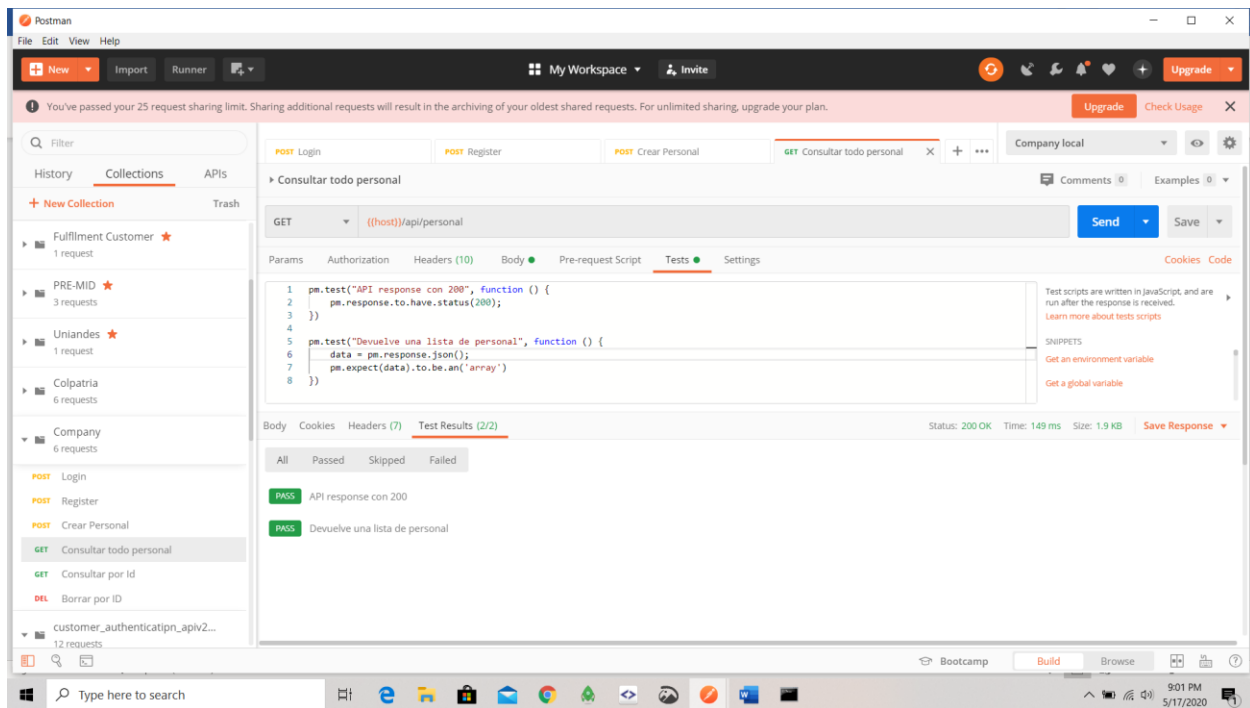 Postman
File Edit View Help
New Import Runner My Workspace Invite Upgrade
You've passed your 25 request sharing limit. Sharing additional requests will result in the archiving of your oldest shared requests. For unlimited sharing, upgrade your plan. Upgrade Check Usage
Filter
History Collections APIs
+ New Collection Trash
Fulfllment Customer
1 request
PRE-MID
3 requests
Uniandes
1 request
Colpatria
6 requests
Company
6 requests
POST Login
POST Register
POST Crear Personal
GET Consultar todo personal
GET Consultar por Id
DEL Borrar por ID
customer_authenticatipn_apiv2...
12 requests
POST Login POST Register POST Crear Personal GET Consultar todo personal Company local
Consultar todo personal Comments 0 Examples 0
GET {{host}}/api/personal Send Save
Params Authorization Headers (10) Body Pre-request Script Tests Settings Cookies Code
1 pm.test("API response con 200", function () {
2 pm.response.to.have.status(200);
3 })
4
5 pm.test("Devuelve una lista de personal", function () {
6 data = pm.response.json();
7 pm.expect(data).to.be.an('array')
8 })
Test scripts are written in JavaScript, and are
run after the response is received.
Learn more about tests scripts
SNIPPETS
Get an environment variable
Get a global variable
Body Cookies Headers (7) Test Results (2/2) Status: 200 OK Time: 149 ms Size: 1.9 KB Save Response
All Passed Skipped Failed
PASS API response con 200
PASS Devuelve una lista de personal
Bootcamp Build Browse
Type here to search
9:01 PM
5/17/2020